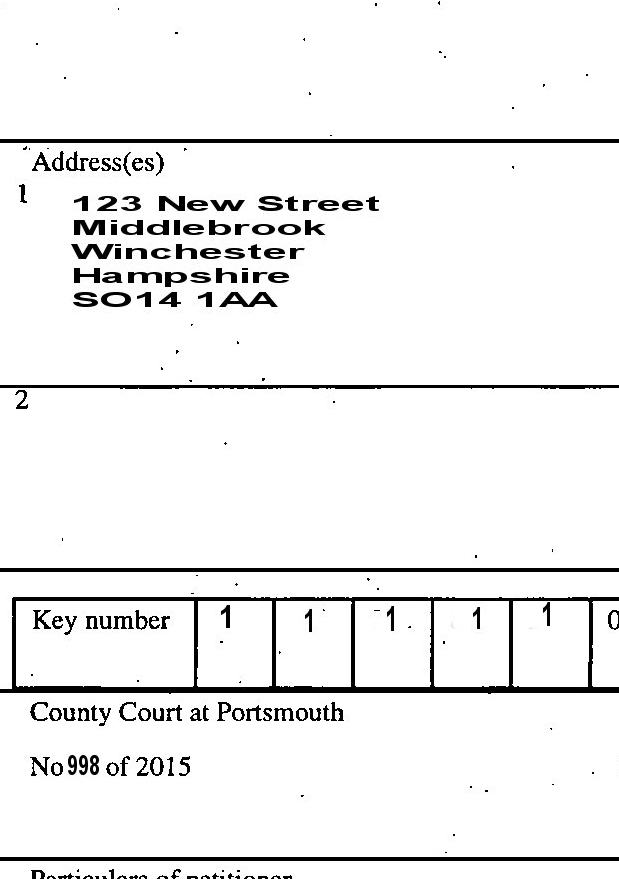 Address(es)
1
123 New Street
Middlebrook
Winchester
Hampshire
SO14 1AA
2
Key number 1 1 1 1 1 0
County Court at Portsmouth
No 998 of 2015
Particulars of petitioner